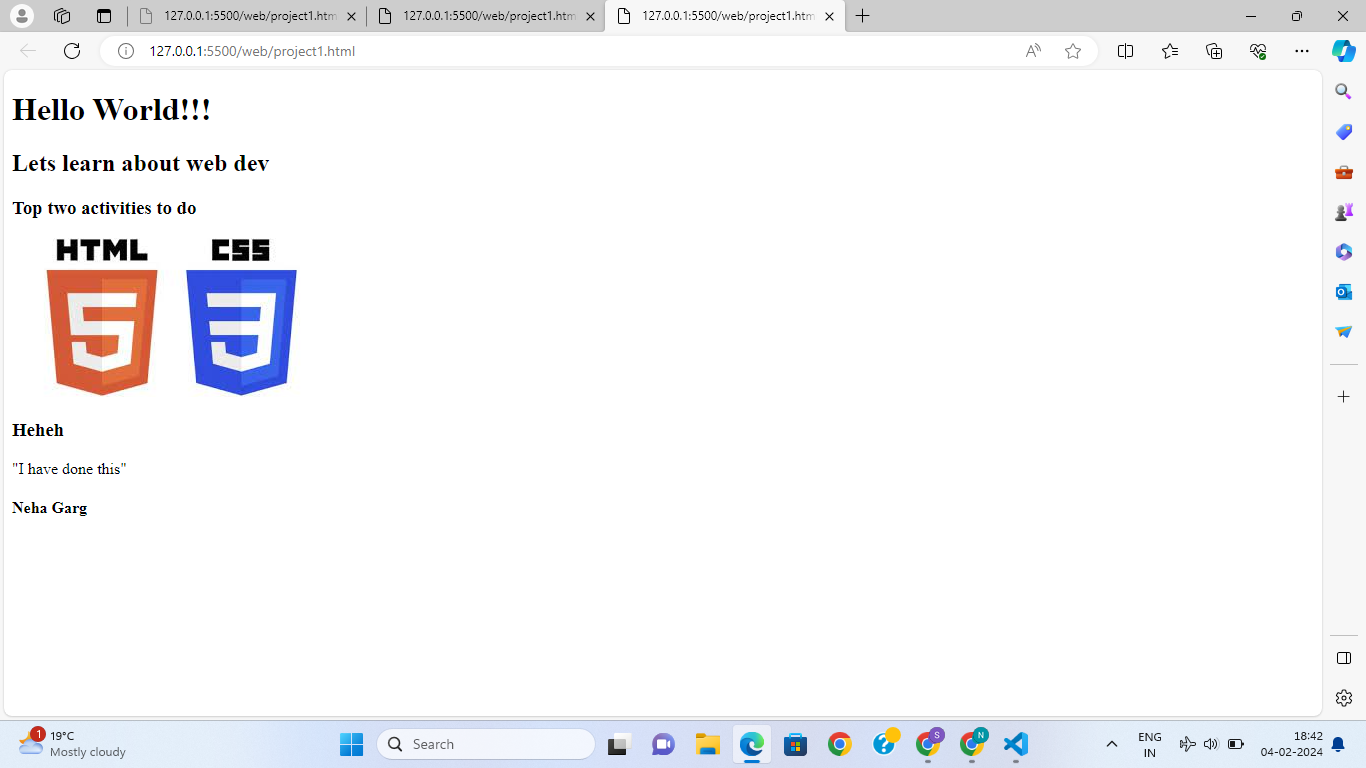 127.0.0.1:5500/web/project1.htm
127.0.0.1:5500/web/project1.htm
127.0.0.1:5500/web/project1.htm
127.0.0.1:5500/web/project1.html
Hello World!!!
Lets learn about web dev
Top two activities to do
HTML CSS
5 3
Heheh
"I have done this"
Neha Garg
1
19°C
Mostly cloudy
Search
S
N
ENG
IN
18:42
04-02-2024